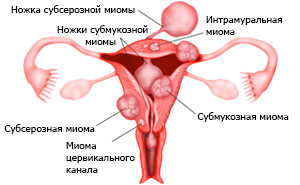 Ножка субсерозной миомы
Интрамуральная
миома
Ножки субмукозной
миомы
Субсерозная миома
Субмукозная миома
Миома
цервикального
канала